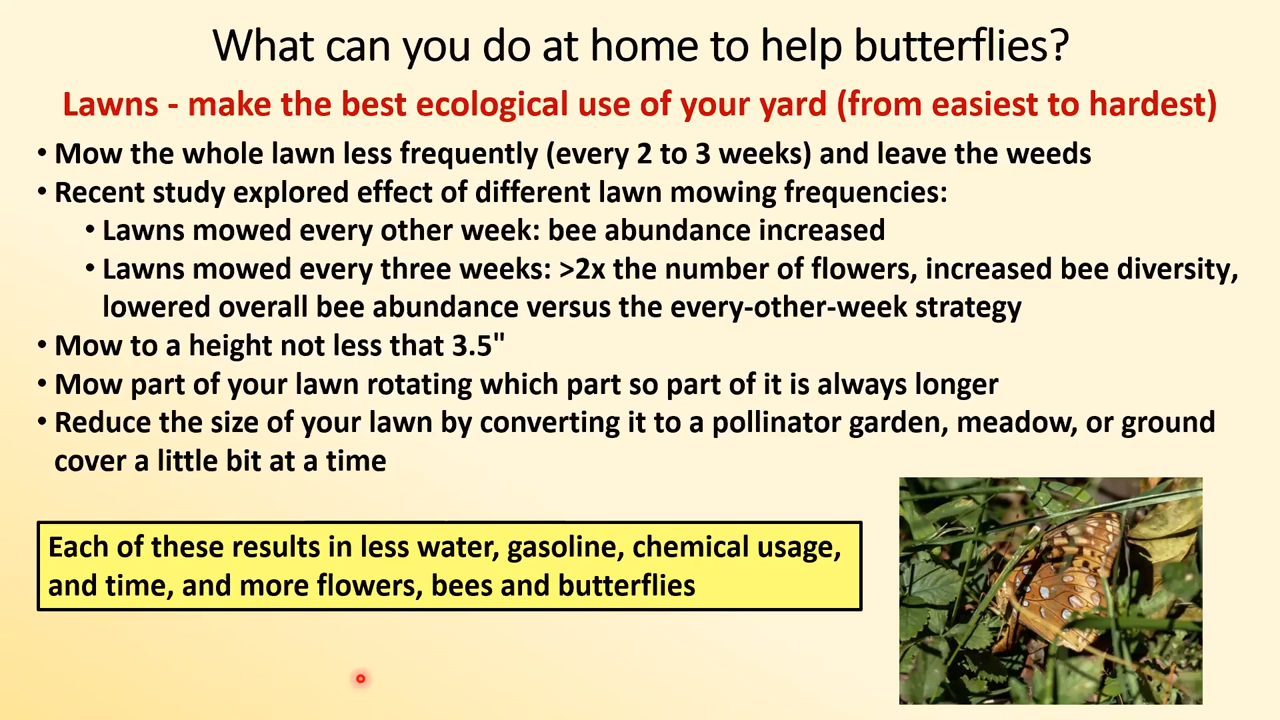 What can you do at home to help butterflies?
Lawns - make the best ecological use of your yard (from easiest to hardest)
• Mow the whole lawn less frequently (every 2 to 3 weeks) and leave the weeds
• Recent study explored effect of different lawn mowing frequencies:
• Lawns mowed every other week: bee abundance increased
• Lawns mowed every three weeks: >2x the number of flowers, increased bee diversity,
lowered overall bee abundance versus the every-other-week strategy
• Mow to a height not less that 3.5"
• Mow part of your lawn rotating which part so part of it is always longer
• Reduce the size of your lawn by converting it to a pollinator garden, meadow, or ground
cover a little bit at a time
Each of these results in less water, gasoline, chemical usage,
and time, and more flowers, bees and butterflies